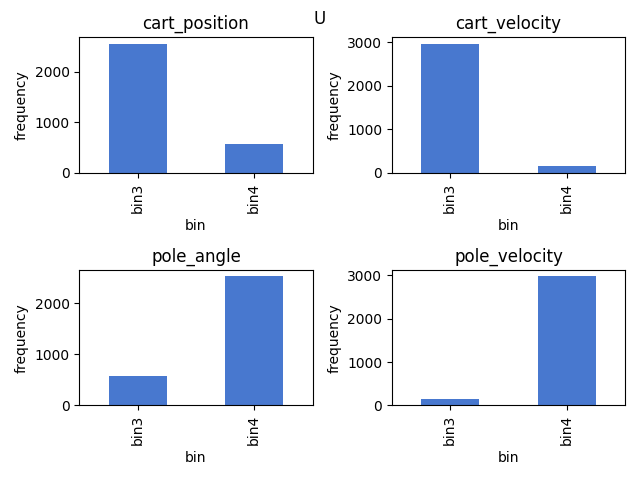 U
cart_position
frequency
2000
1000
0
bin3
bin4
bin
cart_velocity
frequency
3000
2000
1000
0
bin3
bin4
bin
pole_angle
frequency
2000
1000
0
bin3
bin4
bin
pole_velocity
frequency
3000
2000
1000
0
bin3
bin4
bin